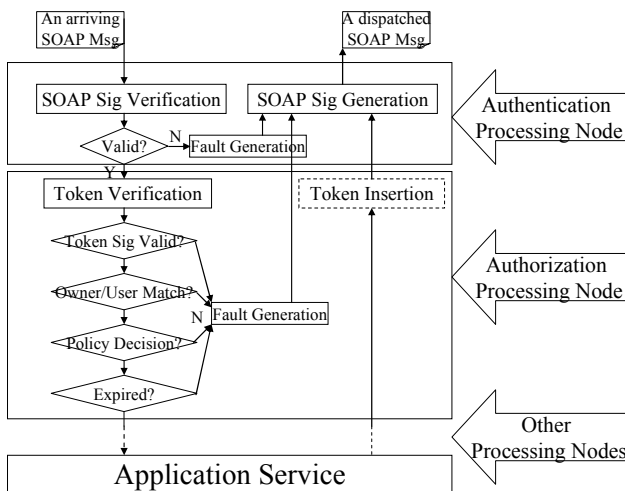 An arriving
SOAP Msg
A dispatched
SOAP Msg
SOAP Sig Verification
SOAP Sig Generation
Authentication
Processing Node
Valid?
N
Fault Generation
Y
Token Verification
Token Insertion
Token Sig Valid?
Authorization
Processing Node
Owner/User Match?
N
Fault Generation
Policy Decision?
Expired?
Other
Processing Nodes
Application Service